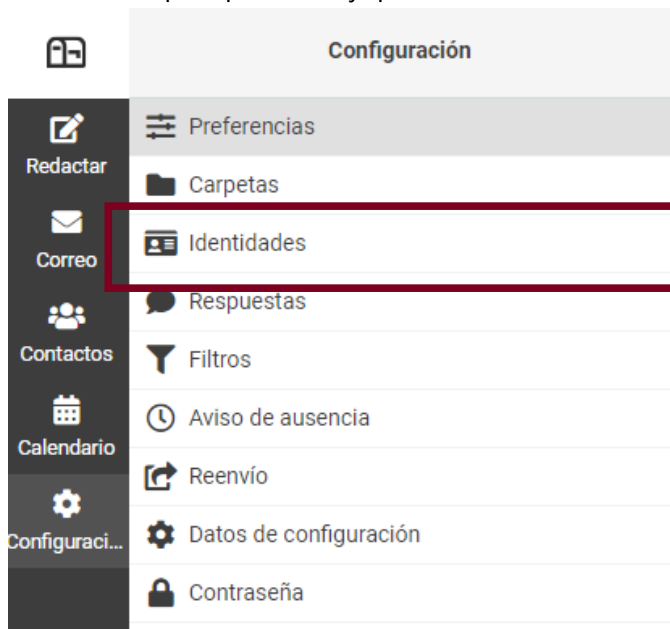 Configuración
Redactar
Correo
Contactos
Calendario
Configuraci...
Preferencias
Carpetas
Identidades
Respuestas
Filtros
Aviso de ausencia
Reenvío
Datos de configuración
Contraseña